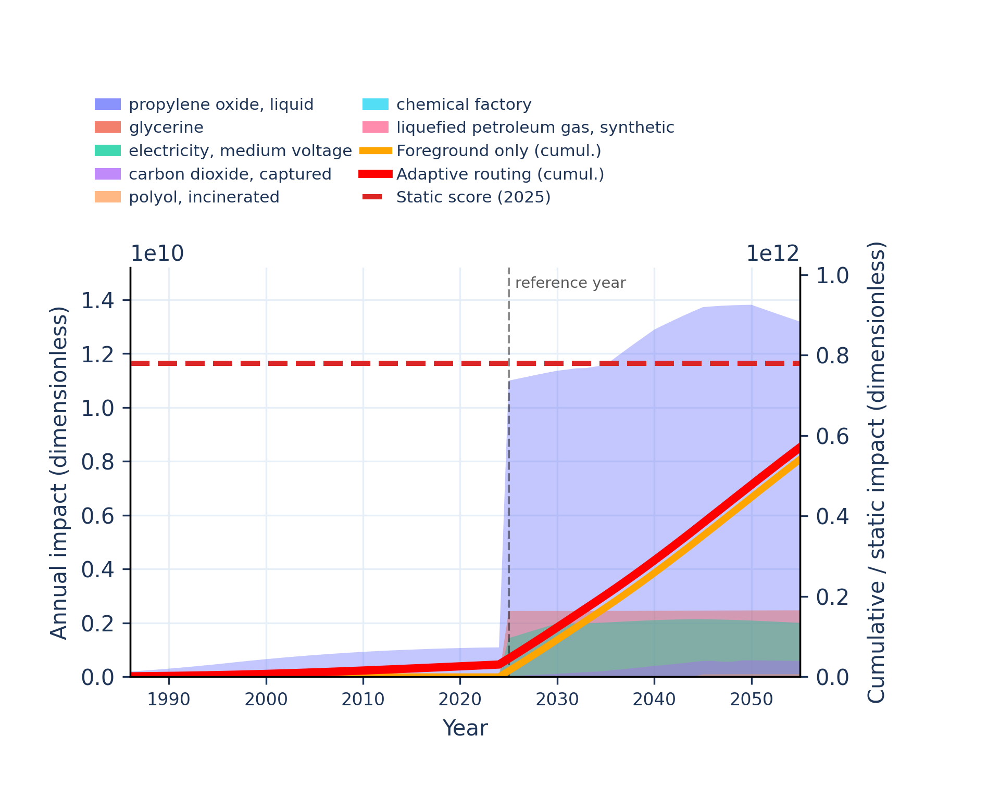 propylene oxide, liquid
glycerine
electricity, medium voltage
carbon dioxide, captured
polyol, incinerated
chemical factory
liquefied petroleum gas, synthetic
Foreground only (cumul.)
Adaptive routing (cumul.)
Static score (2025)
1e10
1e12
reference year
Annual impact (dimensionless)
1.4
1.2
1.0
0.8
0.6
0.4
0.2
0.0
1.0
0.8
0.6
0.4
0.2
0.0
Cumulative / static impact (dimensionless)
1990 2000 2010 2020 2030 2040 2050
Year